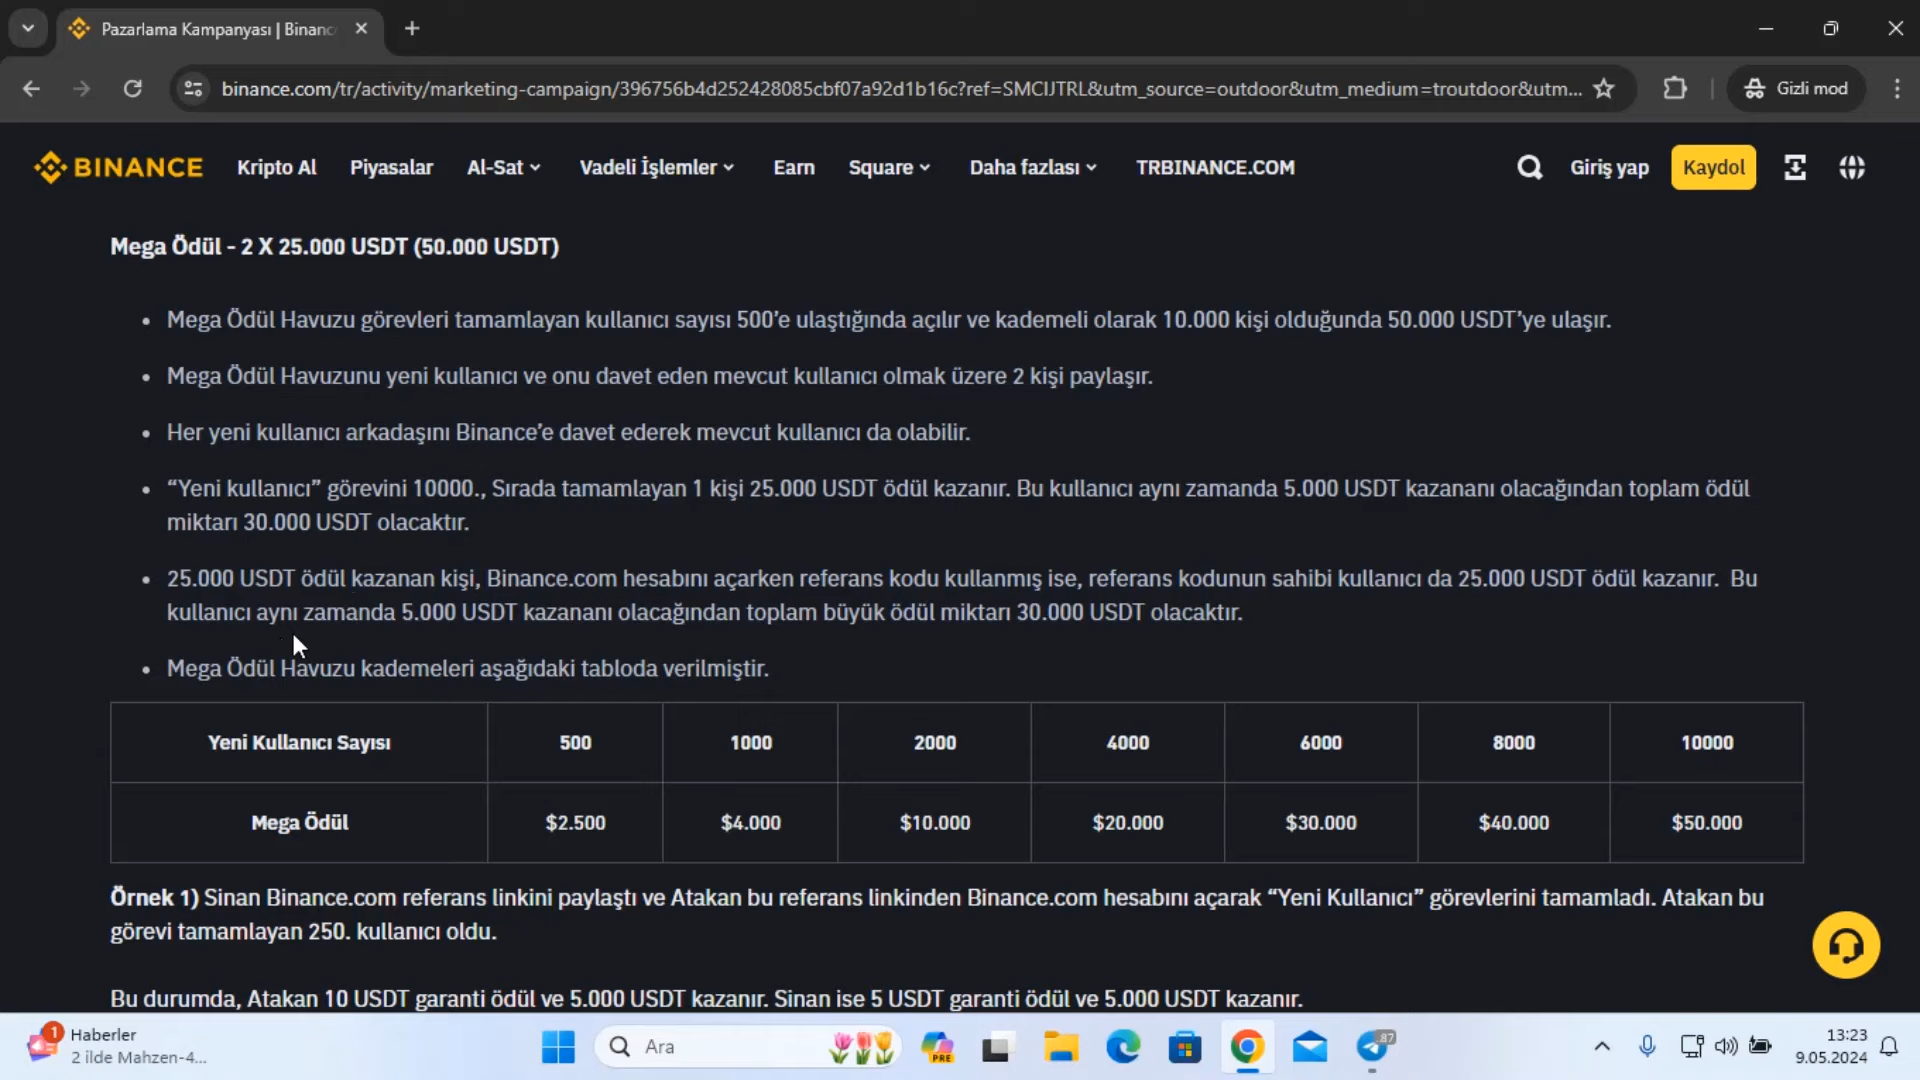 Pazarlama Kampanyası | Binanc
binance.com/tr/activity/marketing-campaign/396756b4d252428085cbf07a92d1b16c?ref=SMCIJTRL&utm_source=outdoor&utm_medium=troutdoor&utm...
Gizli mod
BINANCE
Kripto Al
Piyasalar
Al-Sat
Vadeli İşlemler
Earn
Square
Daha fazlası
TRBINANCE.COM
Giriş yap
Kaydol
Mega Ödül - 2 X 25.000 USDT (50.000 USDT)
• Mega Ödül Havuzu görevleri tamamlayan kullanıcı sayısı 500’e ulaştığında açılır ve kademeli olarak 10.000 kişi olduğunda 50.000 USDT’ye ulaşır.
• Mega Ödül Havuzunu yeni kullanıcı ve onu davet eden mevcut kullanıcı olmak üzere 2 kişi paylaşır.
• Her yeni kullanıcı arkadaşını Binance’e davet ederek mevcut kullanıcı da olabilir.
• “Yeni kullanıcı” görevini 10000., Sırada tamamlayan 1 kişi 25.000 USDT ödül kazanır. Bu kullanıcı aynı zamanda 5.000 USDT kazananı olacağından toplam ödül
miktarı 30.000 USDT olacaktır.
• 25.000 USDT ödül kazanan kişi, Binance.com hesabını açarken referans kodu kullanmış ise, referans kodunun sahibi kullanıcı da 25.000 USDT ödül kazanır. Bu
kullanıcı aynı zamanda 5.000 USDT kazananı olacağından toplam büyük ödül miktarı 30.000 USDT olacaktır.
• Mega Ödül Havuzu kademeleri aşağıdaki tabloda verilmiştir.
Yeni Kullanıcı Sayısı 500 1000 2000 4000 6000 8000 10000
Mega Ödül $2.500 $4.000 $10.000 $20.000 $30.000 $40.000 $50.000
Örnek 1) Sinan Binance.com referans linkini paylaştı ve Atakan bu referans linkinden Binance.com hesabını açarak “Yeni Kullanıcı” görevlerini tamamladı. Atakan bu
görevi tamamlayan 250. kullanıcı oldu.
Bu durumda, Atakan 10 USDT garanti ödül ve 5.000 USDT kazanır. Sinan ise 5 USDT garanti ödül ve 5.000 USDT kazanır.
1
Haberler
2 ilde Mahzen-4...
Ara
PRE
87
13:23
9.05.2024